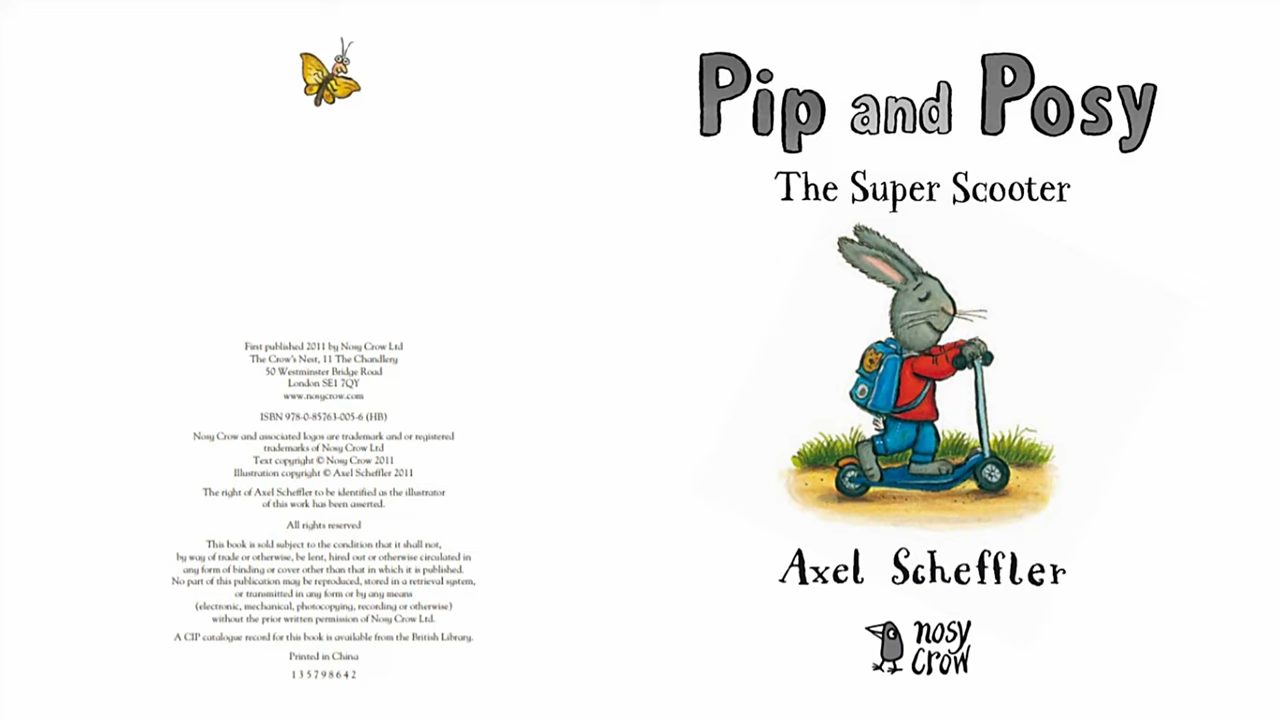 First published 2011 by Nosy Crow Ltd
The Crow's Nest, 11 The Chandlery
50 Westminster Bridge Road
London SE1 7QY
www.nosycrow.com
ISBN 978-0-85763-005-6 (HB)
Nosy Crow and associated logos are trademark and or registered
trademarks of Nosy Crow Ltd
Text copyright © Nosy Crow 2011
Illustration copyright © Axel Scheffler 2011
The right of Axel Scheffler to be identified as the illustrator
of this work has been asserted.
All rights reserved
This book is sold subject to the condition that it shall not,
by way of trade or otherwise, be lent, hired out or otherwise circulated in
any form of binding or cover other than that in which it is published.
No part of this publication may be reproduced, stored in a retrieval system,
or transmitted in any form or by any means
(electronic, mechanical, photocopying, recording or otherwise)
without the prior written permission of Nosy Crow Ltd.
A CIP catalogue record for this book is available from the British Library.
Printed in China
1 3 5 7 9 8 6 4 2
Pip and Posy
The Super Scooter
Axel Scheffler
nosy
crow